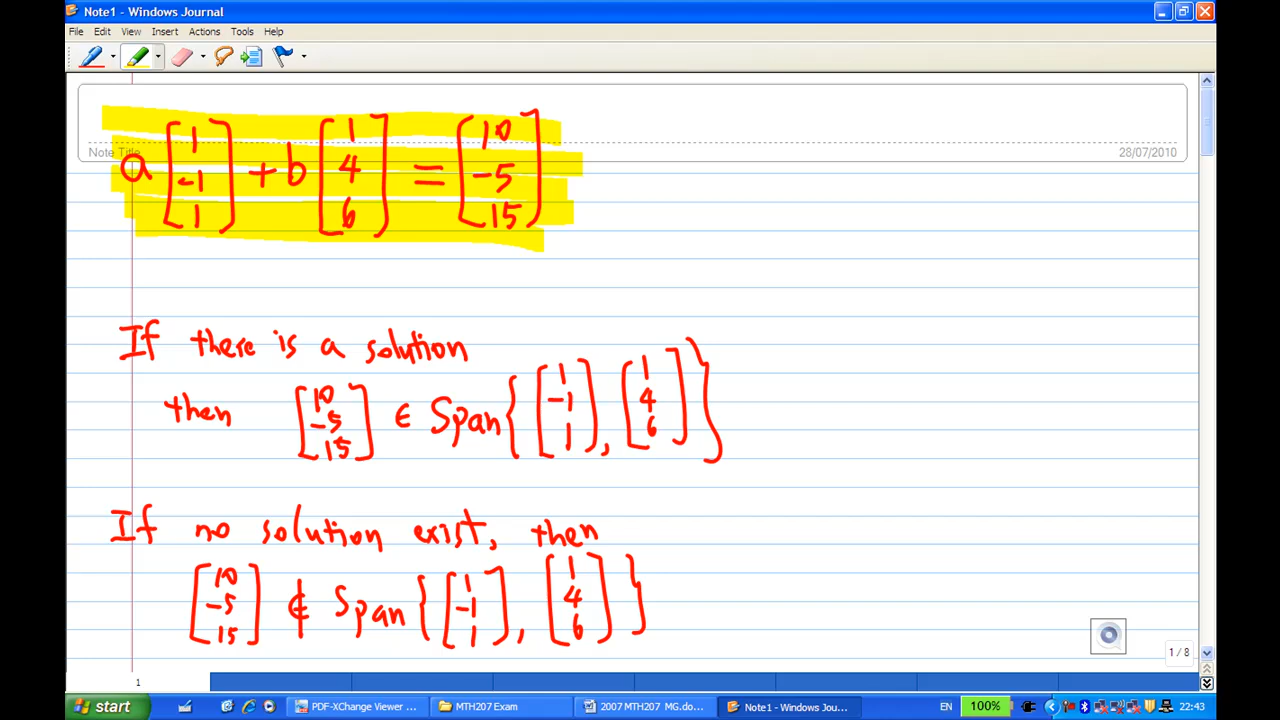 Note1 - Windows Journal
File Edit View Insert Actions Tools Help
Note Title
28/07/2010
a [1 -1 1] + b [1 4 6] = [10 -5 15]
If there is a solution
then [10 -5 15] ∈ Span { [1 -1 1], [1 4 6] }
If no solution exist, then
[10 -5 15] ∉ Span { [1 -1 1], [1 4 6] }
1 / 8
1
start PDF-XChange Viewer ... MTH207 Exam 2007 MTH207 MG.do... Note1 - Windows Jou... EN 100% 22:43